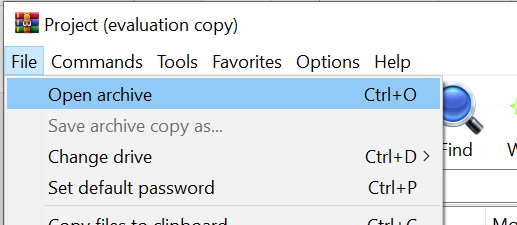 Project (evaluation copy)
File Commands Tools Favorites Options Help
Open archive Ctrl+O
Save archive copy as...
Change drive Ctrl+D >
Set default password Ctrl+P
Copy files to clipboard Ctrl+C
Find